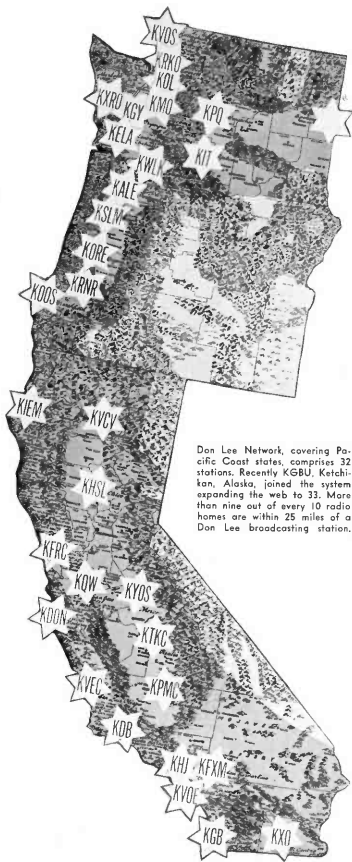 KVOS
KRKO
KOL
KXRO KGY KMO KPQ
KELA
KWLK KIT
KALE
KSLM
KORE
KRNR
KOOS
KIEM KVCV
KHSL
Don Lee Network, covering Pa-
cific Coast states, comprises 32
stations. Recently KGBU, Ketchi-
kan, Alaska, joined the system
expanding the web to 33. More
than nine out of every 10 radio
homes are within 25 miles of a
Don Lee broadcasting station.
KFRC
KQW KYOS
KDON
KTKC
KVEC KPMC
KDB
KHJ KFXM
KVOE
KGB KXO